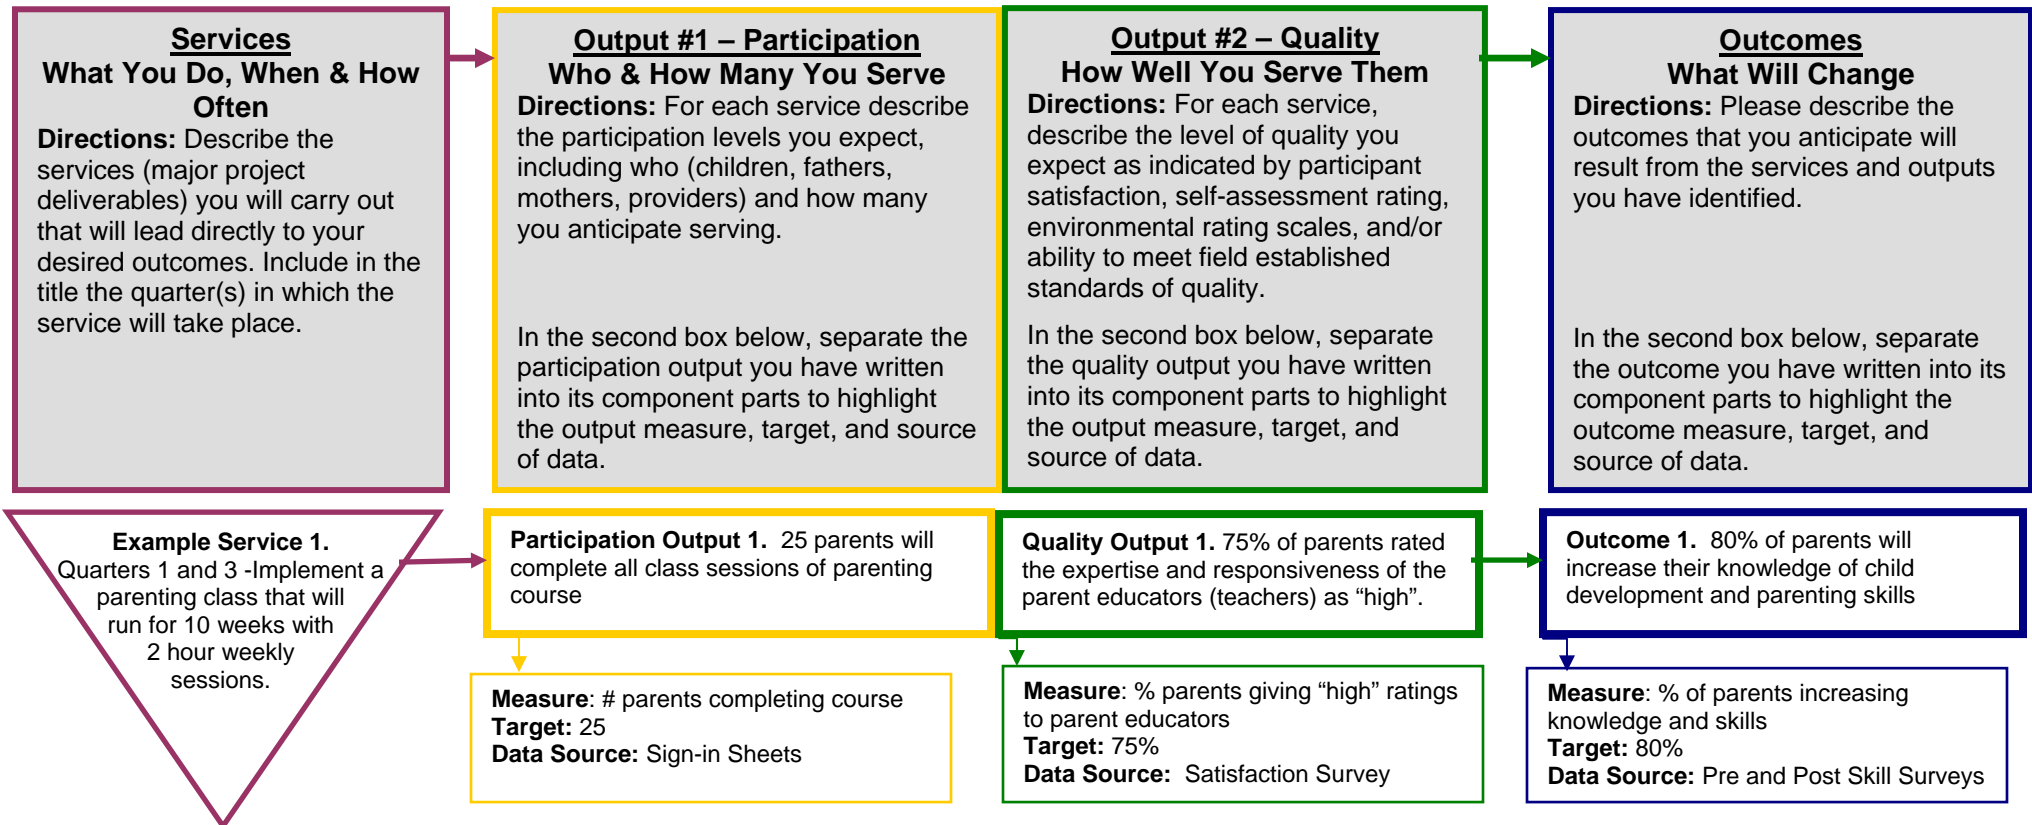 Services
What You Do, When & How
Often
Directions: Describe the
services (major project
deliverables) you will carry out
that will lead directly to your
desired outcomes. Include in the
title the quarter(s) in which the
service will take place.
Output #1 – Participation
Who & How Many You Serve
Directions: For each service describe
the participation levels you expect,
including who (children, fathers,
mothers, providers) and how many
you anticipate serving.
In the second box below, separate the
participation output you have written
into its component parts to highlight
the output measure, target, and source
of data.
Output #2 – Quality
How Well You Serve Them
Directions: For each service,
describe the level of quality you
expect as indicated by participant
satisfaction, self-assessment rating,
environmental rating scales, and/or
ability to meet field established
standards of quality.
In the second box below, separate
the quality output you have written
into its component parts to highlight
the output measure, target, and
source of data.
Outcomes
What Will Change
Directions: Please describe the
outcomes that you anticipate will
result from the services and outputs
you have identified.
In the second box below, separate
the outcome you have written into its
component parts to highlight the
outcome measure, target, and
source of data.
Example Service 1.
Quarters 1 and 3 -Implement a
parenting class that will
run for 10 weeks with
2 hour weekly
sessions.
Participation Output 1. 25 parents will
complete all class sessions of parenting
course
Measure: # parents completing course
Target: 25
Data Source: Sign-in Sheets
Quality Output 1. 75% of parents rated
the expertise and responsiveness of the
parent educators (teachers) as “high”.
Measure: % parents giving “high” ratings
to parent educators
Target: 75%
Data Source: Satisfaction Survey
Outcome 1. 80% of parents will
increase their knowledge of child
development and parenting skills
Measure: % of parents increasing
knowledge and skills
Target: 80%
Data Source: Pre and Post Skill Surveys